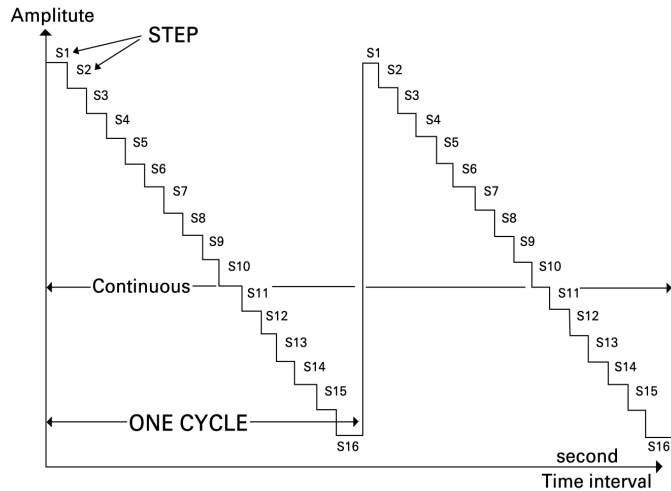 Amplitute
STEP
S1
S2
S3
S4
S5
S6
S7
S8
S9
S10
Continuous
S11
S12
S13
S14
S15
ONE CYCLE
S16
S1
S2
S3
S4
S5
S6
S7
S8
S9
S10
S11
S12
S13
S14
S15
S16
second
Time interval